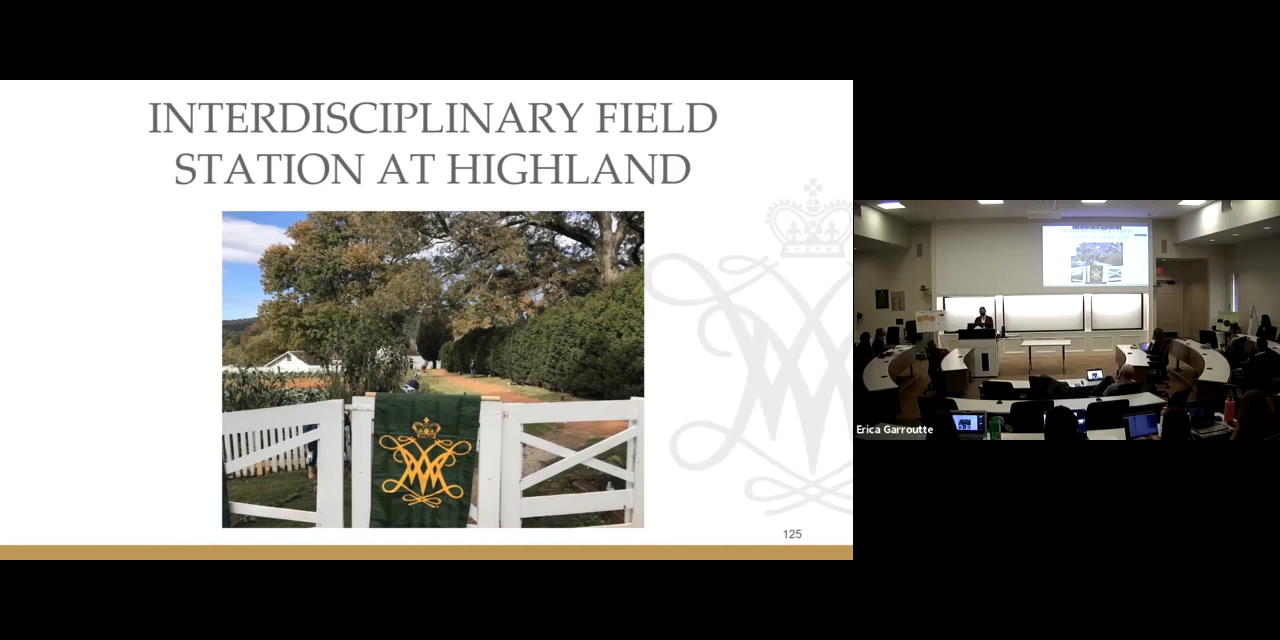 INTERDISCIPLINARY FIELD
STATION AT HIGHLAND
125
Erica Garroutte